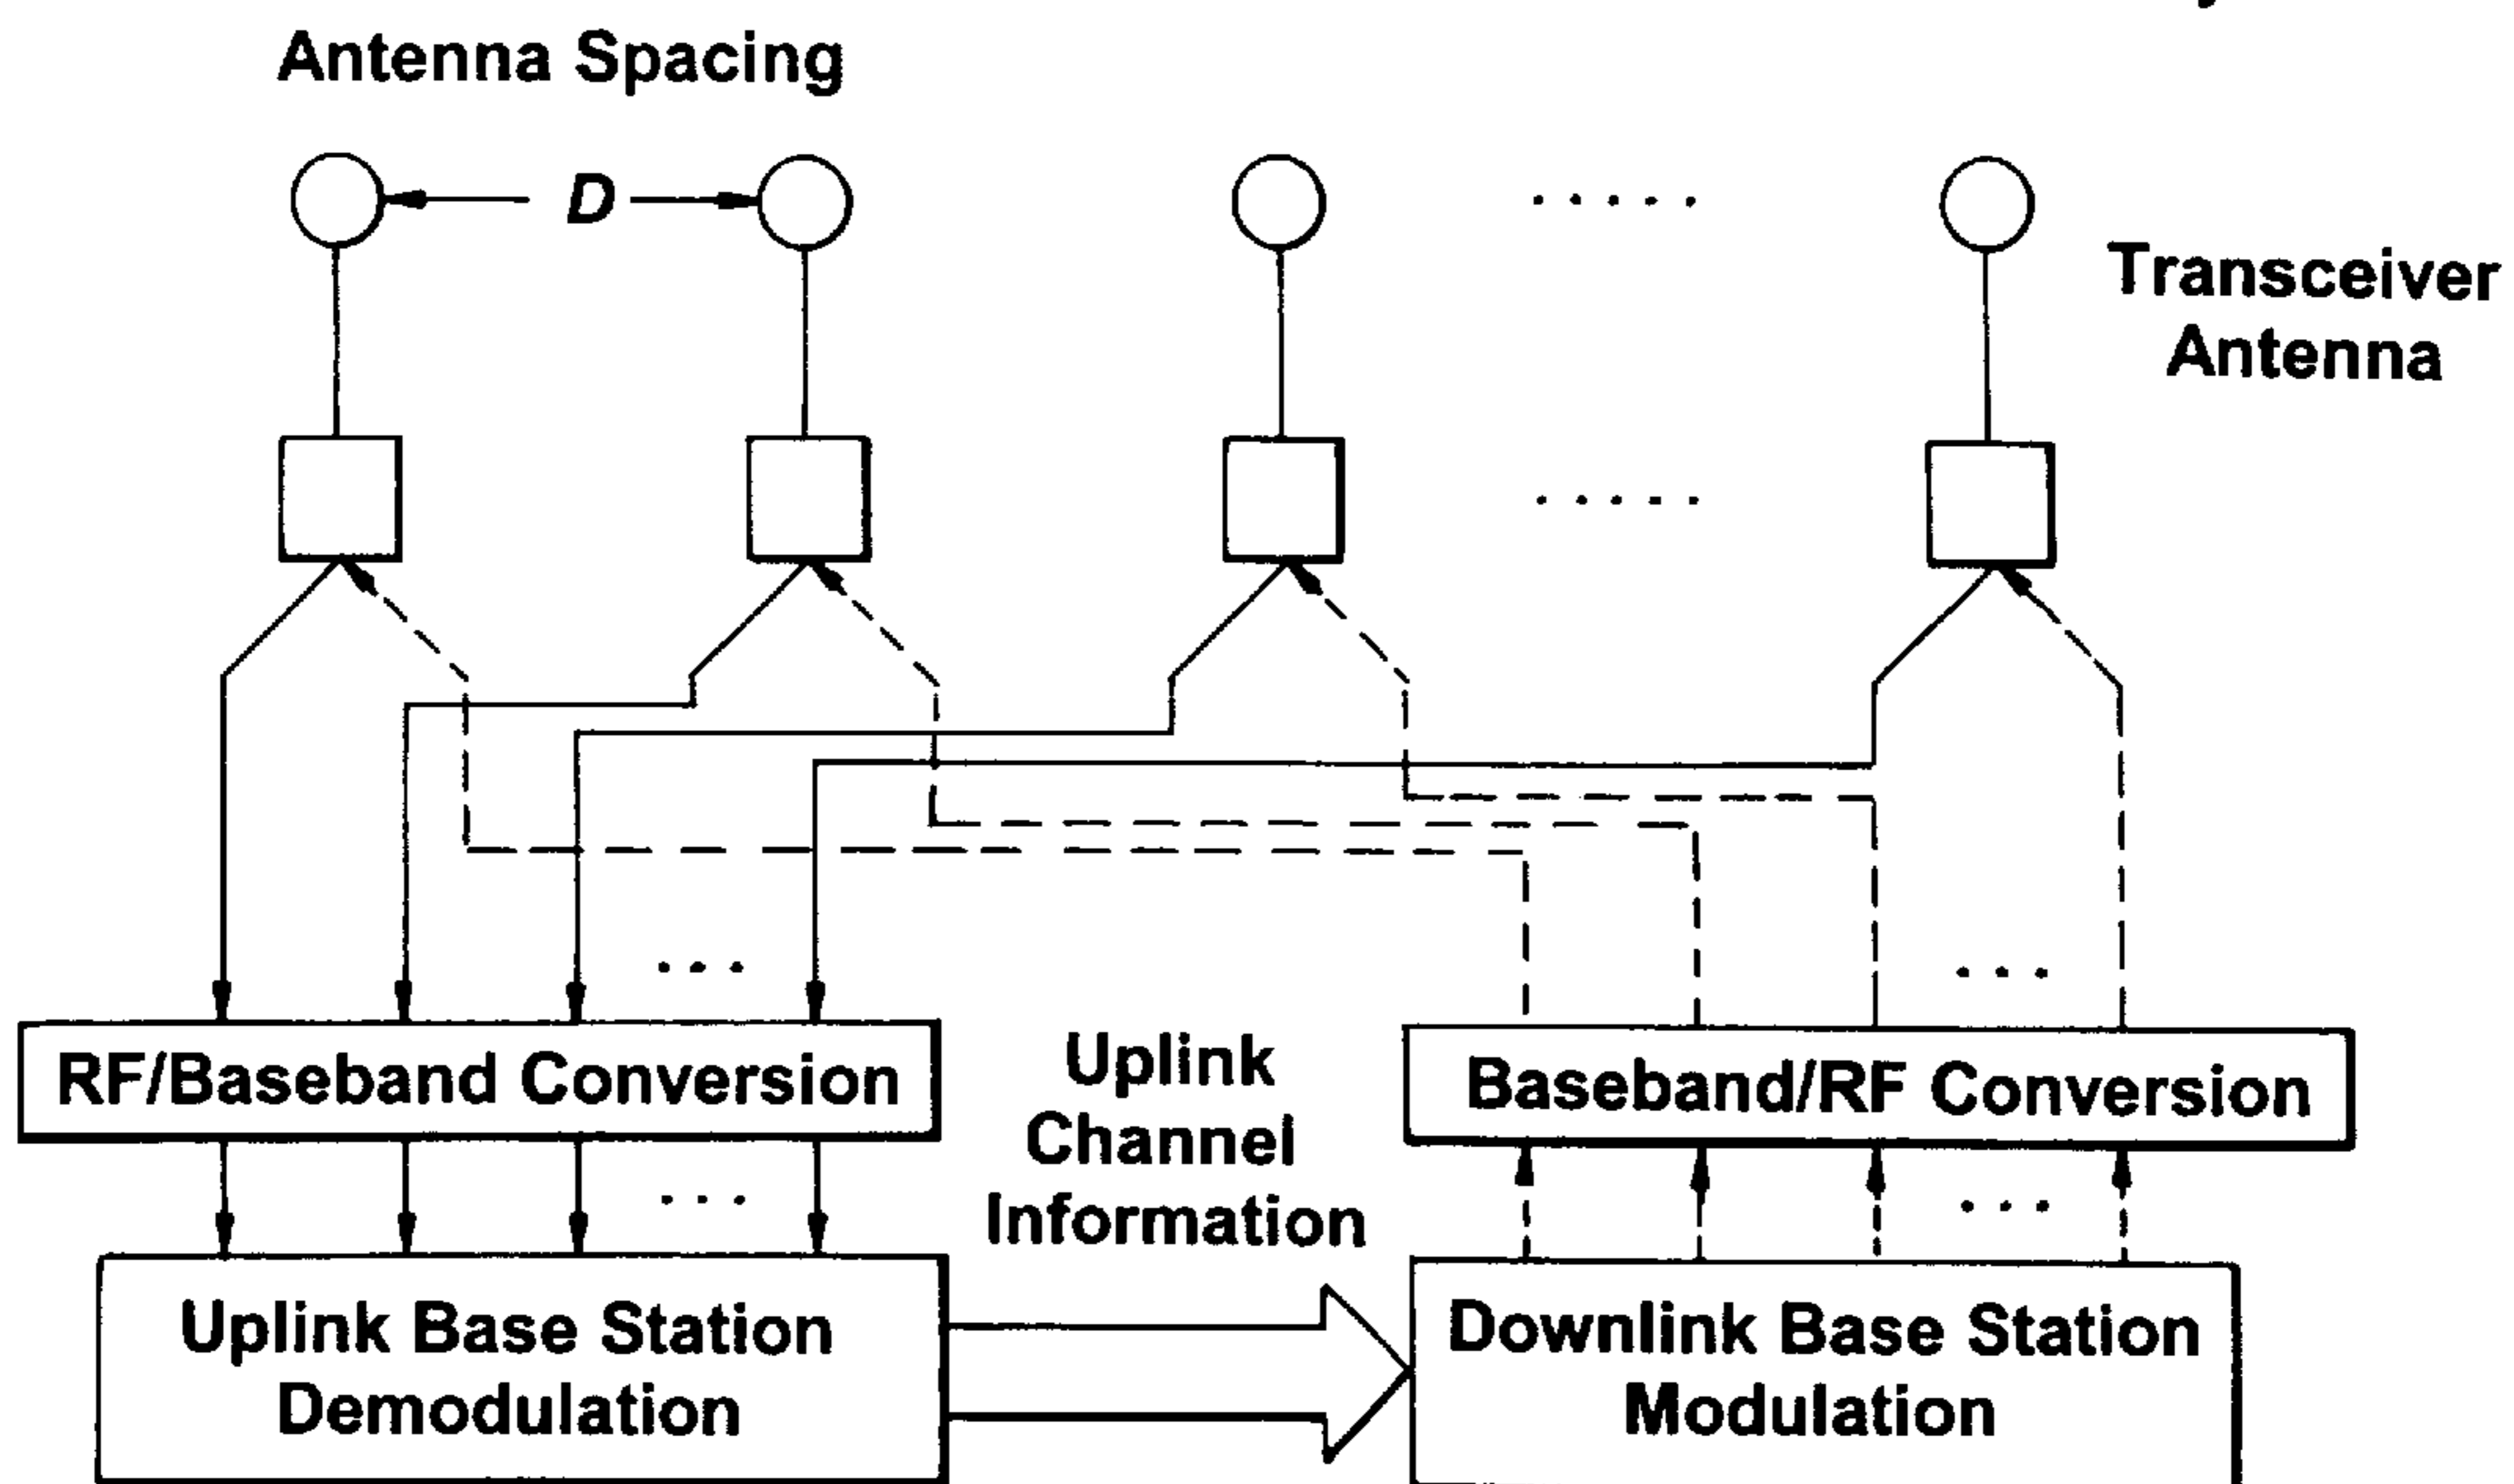 Antenna Spacing
D
Transceiver
Antenna
RF/Baseband Conversion
Uplink
Channel
Information
Baseband/RF Conversion
Uplink Base Station
Demodulation
Downlink Base Station
Modulation